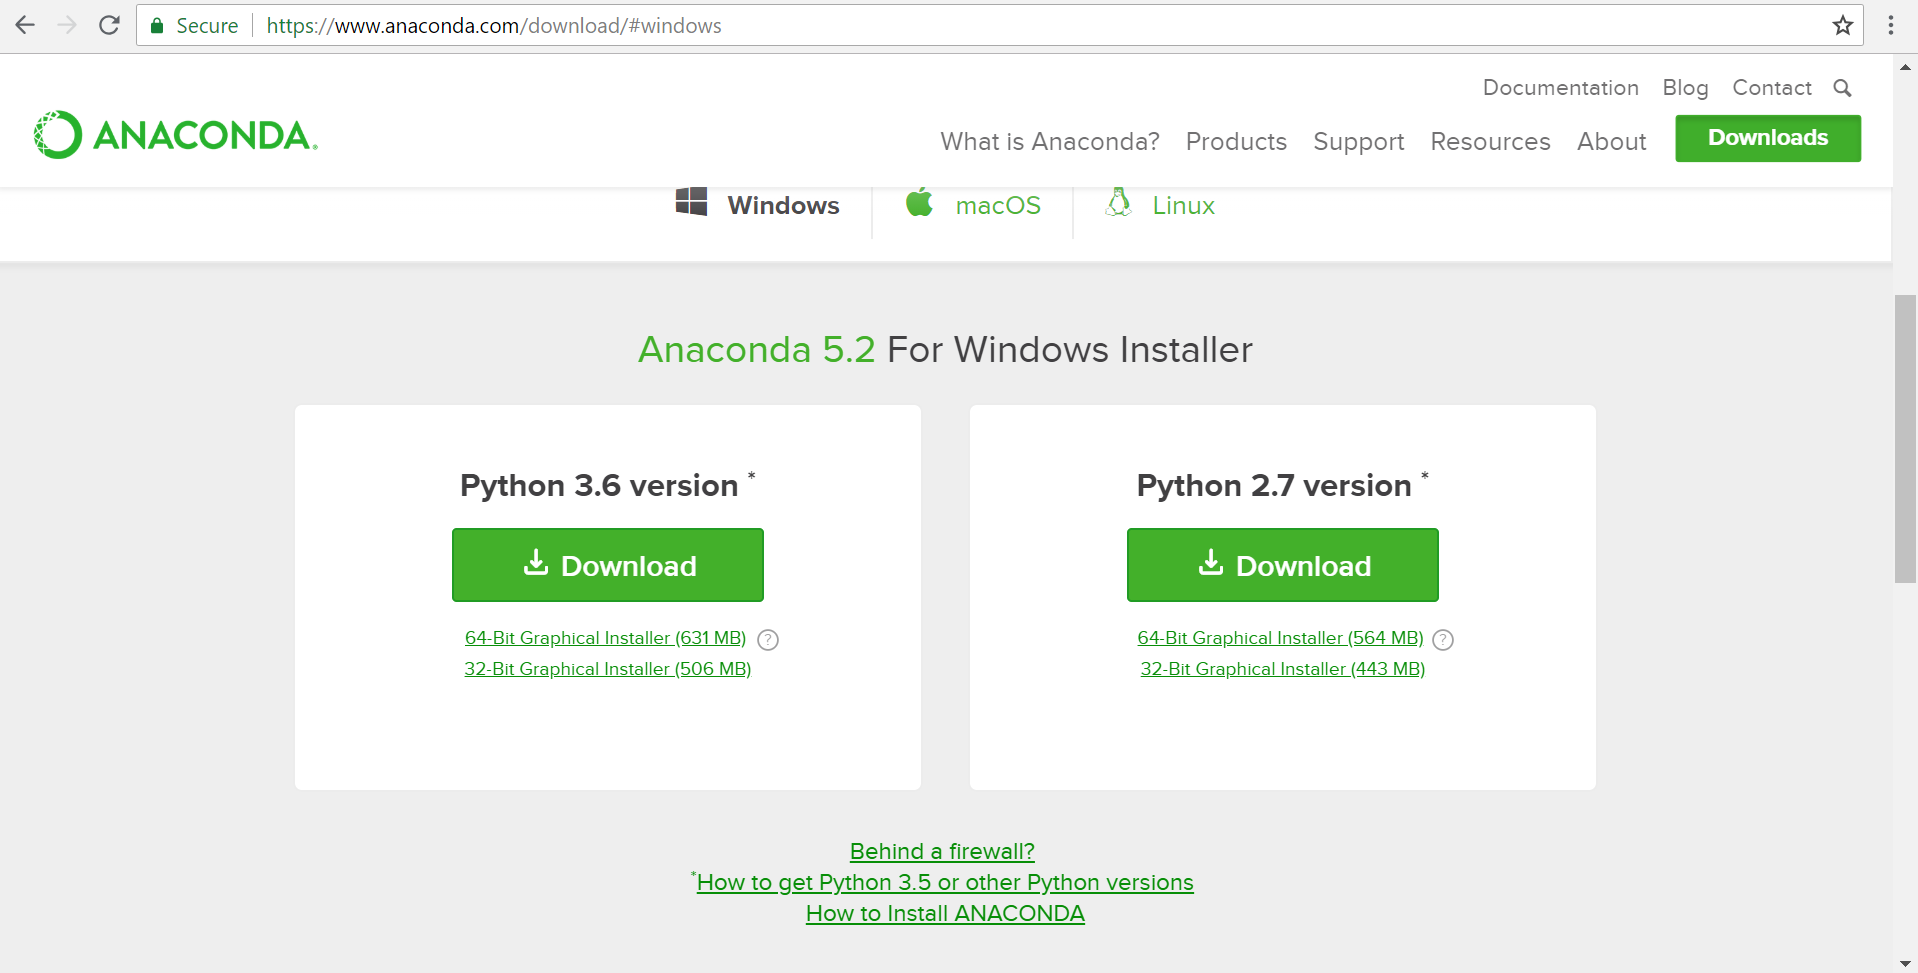 Secure https://www.anaconda.com/download/#windows
Documentation Blog Contact
ANACONDA.
What is Anaconda? Products Support Resources About Downloads
Windows macOS Linux
Anaconda 5.2 For Windows Installer
Python 3.6 version *
Download
64-Bit Graphical Installer (631 MB) ?
32-Bit Graphical Installer (506 MB)
Python 2.7 version *
Download
64-Bit Graphical Installer (564 MB) ?
32-Bit Graphical Installer (443 MB)
Behind a firewall?
*How to get Python 3.5 or other Python versions
How to Install ANACONDA